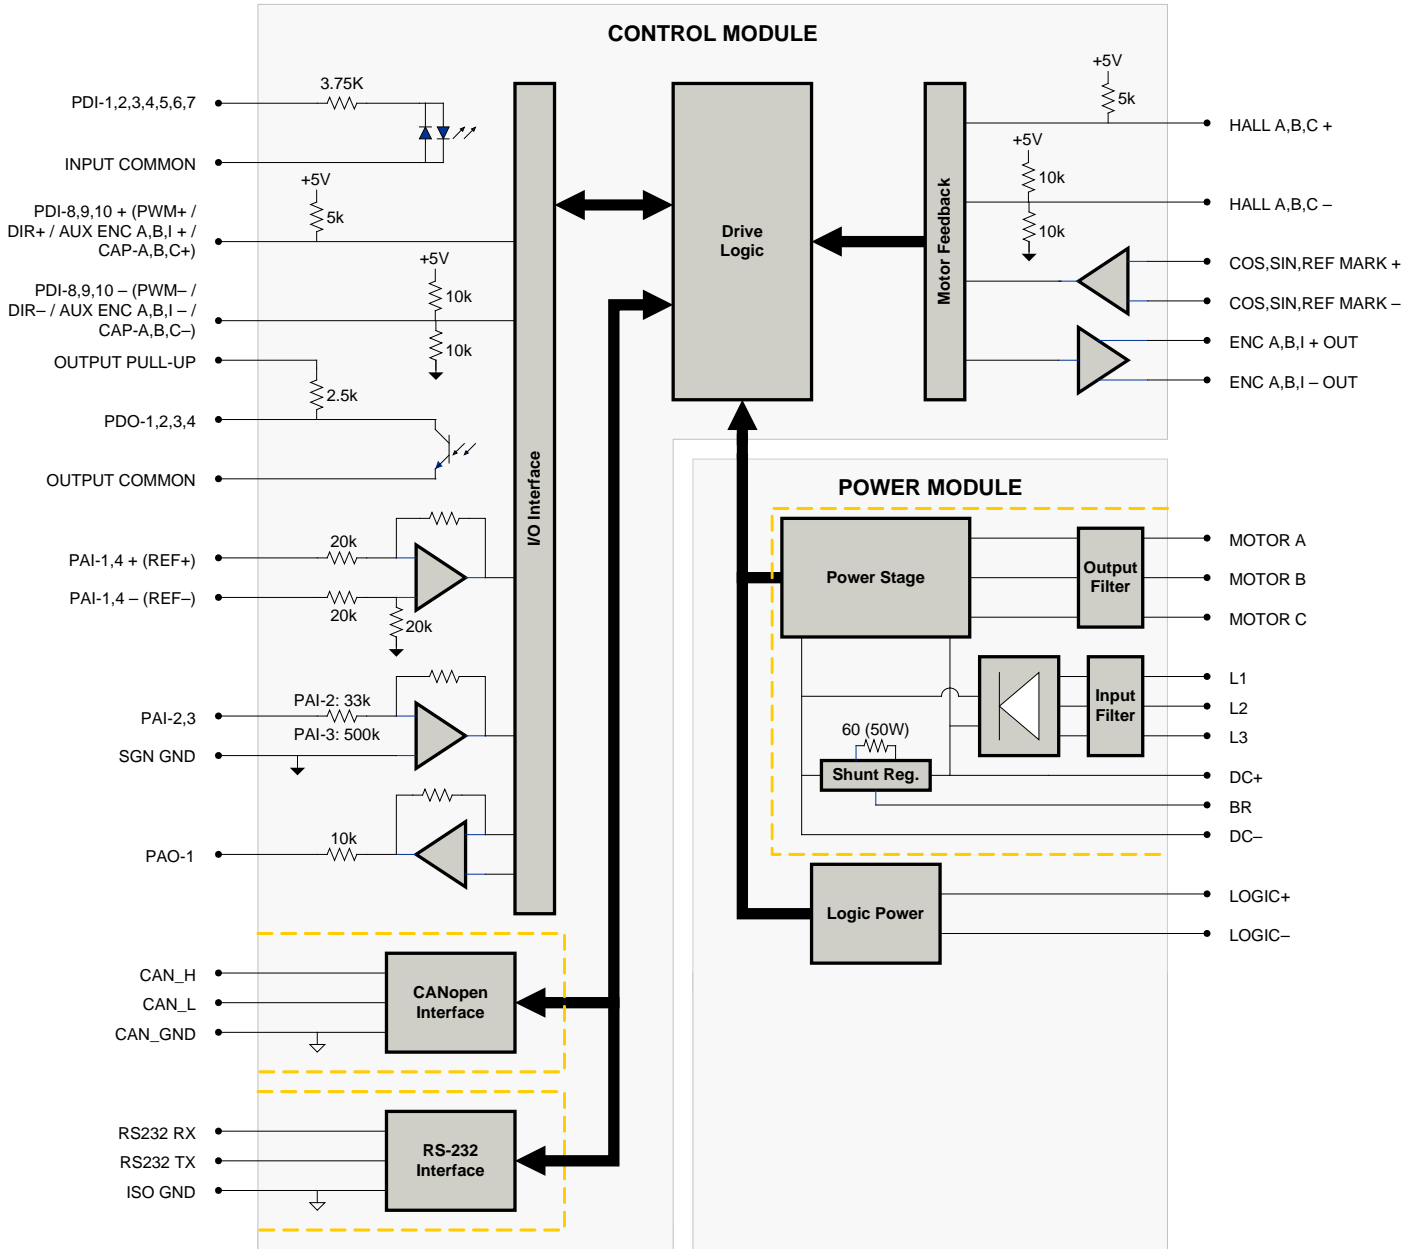 CONTROL MODULE
PDI-1,2,3,4,5,6,7
3.75K
INPUT COMMON
+5V
5k
PDI-8,9,10 + (PWM+ /
DIR+ / AUX ENC A,B,I + /
CAP-A,B,C+)
+5V
10k
10k
PDI-8,9,10 – (PWM– /
DIR– / AUX ENC A,B,I – /
CAP-A,B,C–)
OUTPUT PULL-UP
2.5k
PDO-1,2,3,4
OUTPUT COMMON
PAI-1,4 + (REF+)
20k
PAI-1,4 – (REF–)
20k
20k
PAI-2,3
PAI-2: 33k
PAI-3: 500k
SGN GND
PAO-1
10k
I/O Interface
CAN_H
CAN_L
CAN_GND
CANopen
Interface
RS232 RX
RS232 TX
ISO GND
RS-232
Interface
Drive
Logic
Motor Feedback
+5V
5k
HALL A,B,C +
+5V
10k
10k
HALL A,B,C –
COS,SIN,REF MARK +
COS,SIN,REF MARK –
ENC A,B,I + OUT
ENC A,B,I – OUT
POWER MODULE
Power Stage
Output
Filter
MOTOR A
MOTOR B
MOTOR C
Input
Filter
L1
L2
L3
60 (50W)
Shunt Reg.
DC+
BR
DC–
Logic Power
LOGIC+
LOGIC–